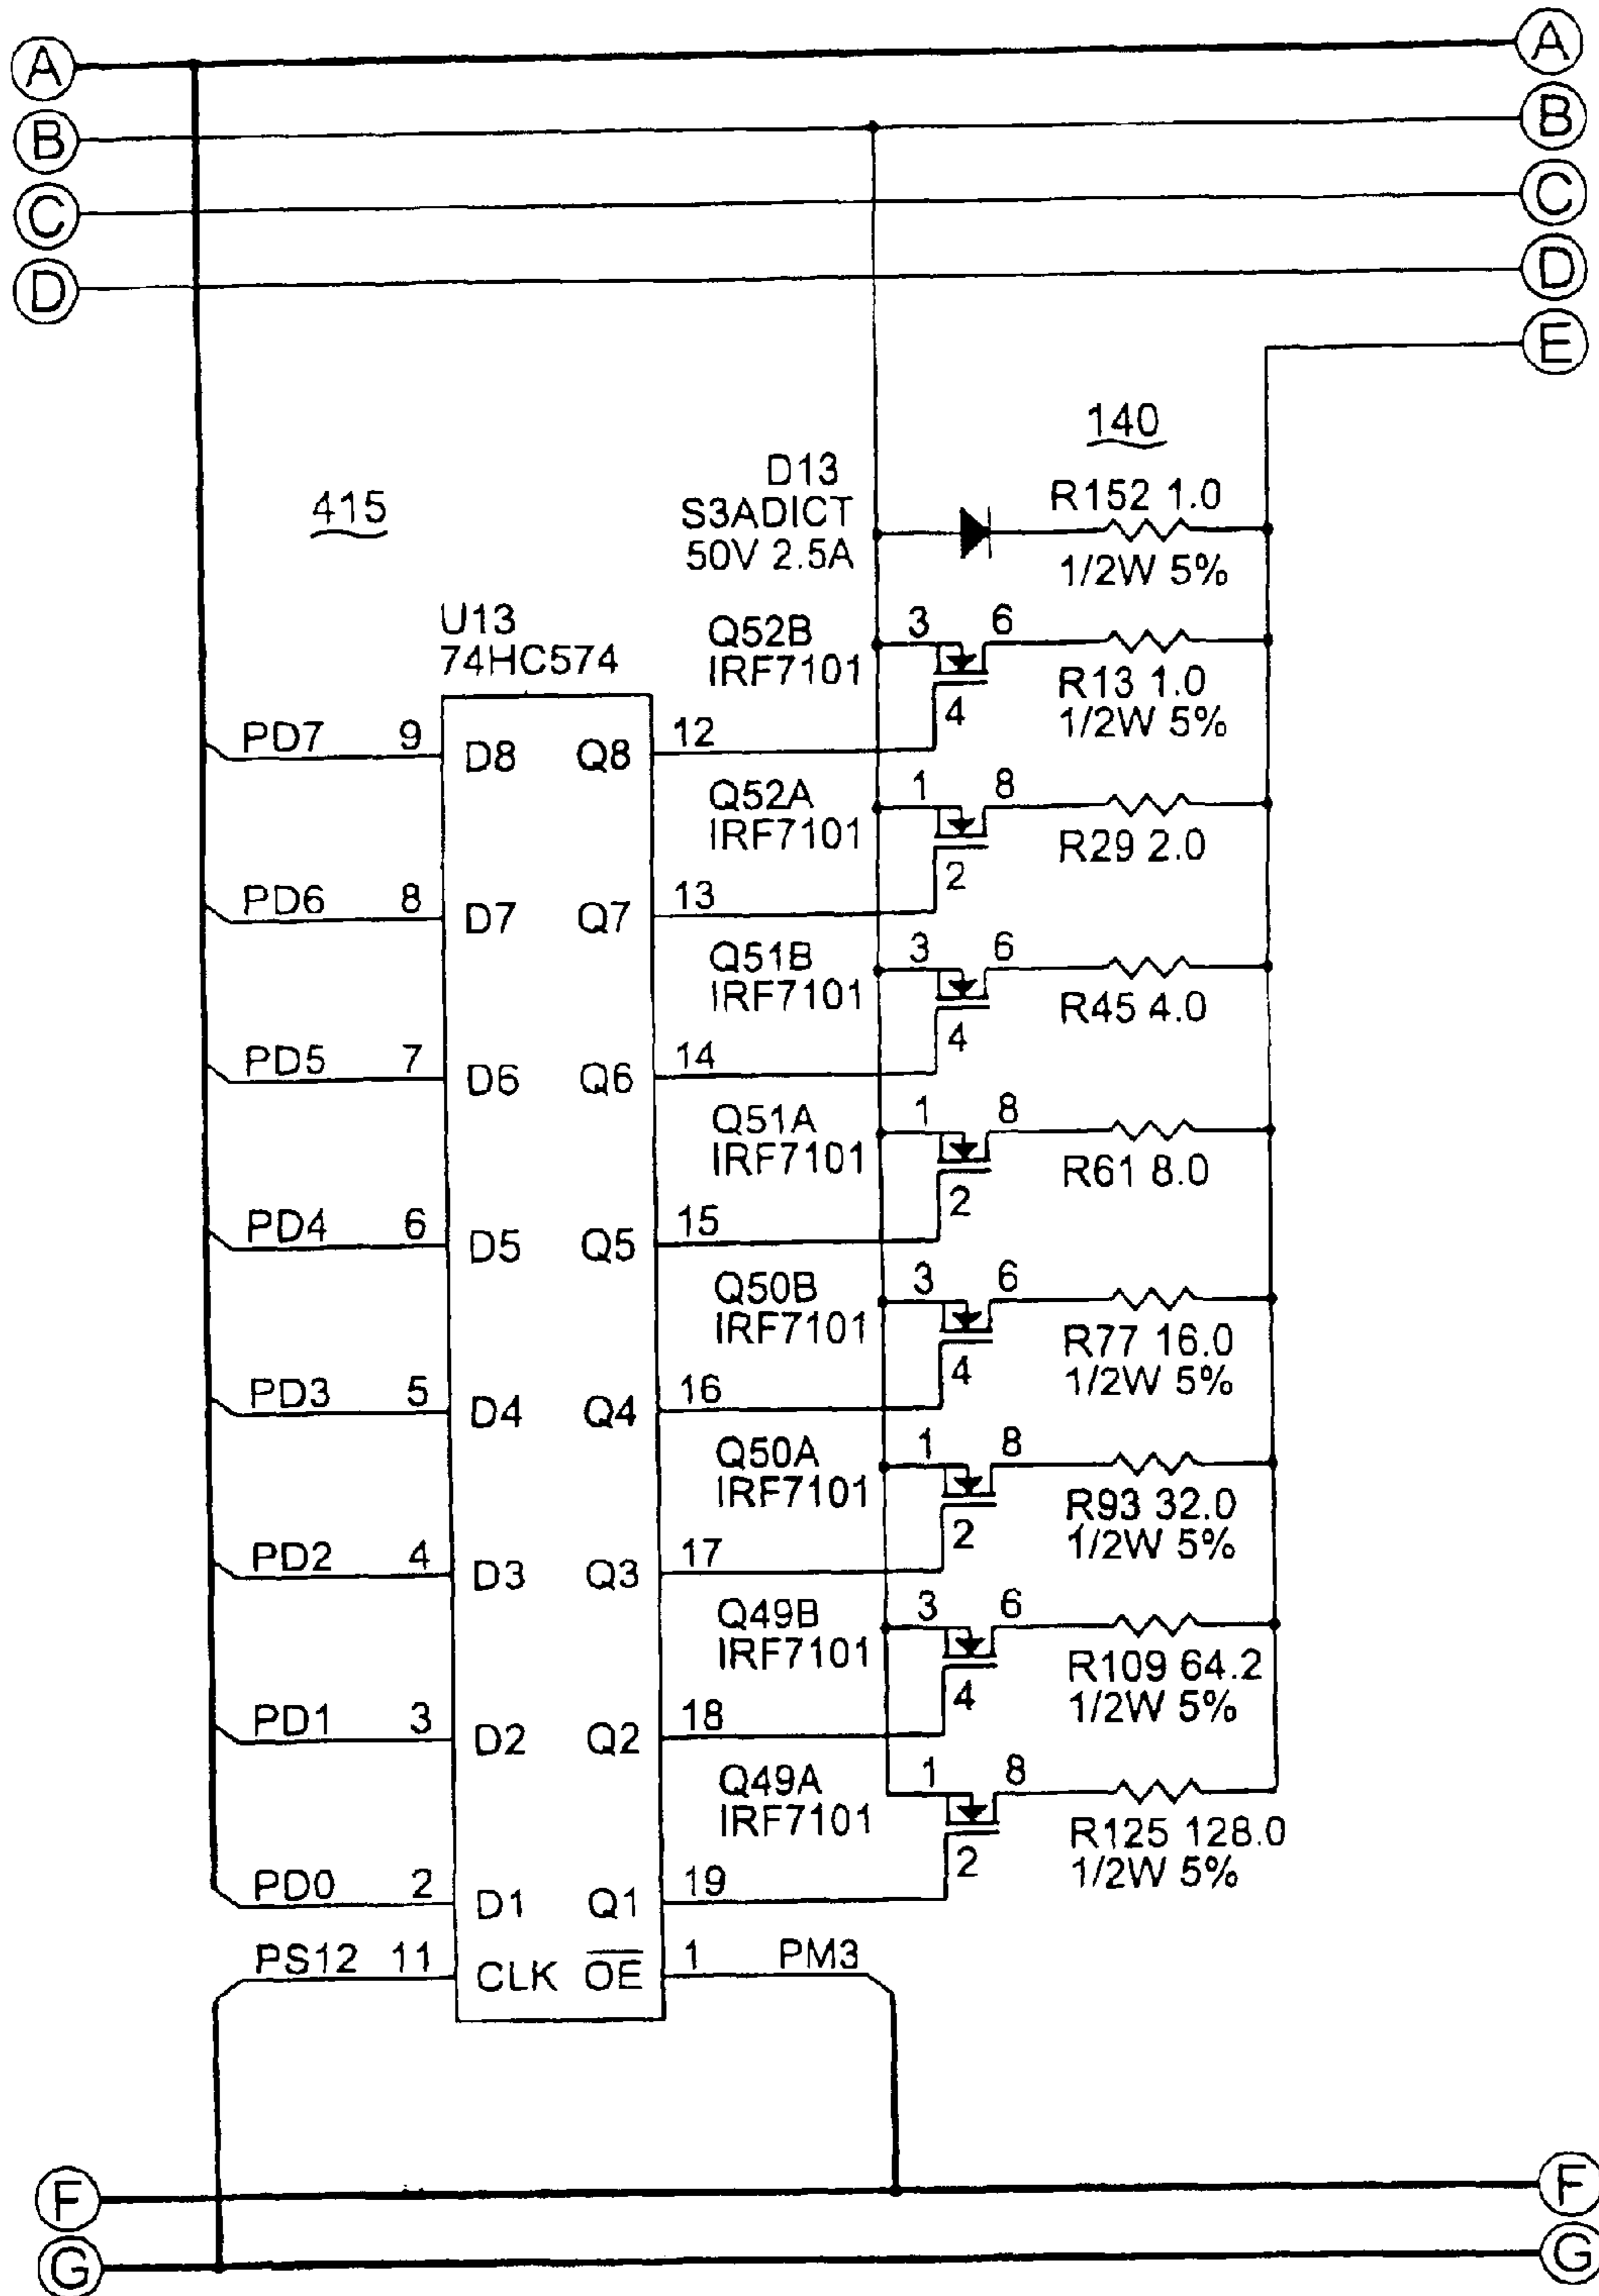 A A
B B
C C
D D
E
140
415
D13
S3ADICT
50V 2.5A
R152 1.0
1/2W 5%
U13
74HC574
Q52B
IRF7101
3 6
4
R13 1.0
1/2W 5%
PD7 9 D8 Q8 12
Q52A
IRF7101
1 8
2
R29 2.0
PD6 8 D7 Q7 13
Q51B
IRF7101
3 6
4
R45 4.0
PD5 7 D6 Q6 14
Q51A
IRF7101
1 8
2
R61 8.0
PD4 6 D5 Q5 15
Q50B
IRF7101
3 6
4
R77 16.0
1/2W 5%
PD3 5 D4 Q4 16
Q50A
IRF7101
1 8
2
R93 32.0
1/2W 5%
PD2 4 D3 Q3 17
Q49B
IRF7101
3 6
4
R109 64.2
1/2W 5%
PD1 3 D2 Q2 18
Q49A
IRF7101
1 8
2
R125 128.0
1/2W 5%
PD0 2 D1 Q1 19
PS12 11 CLK OE 1 PM3
F F
G G